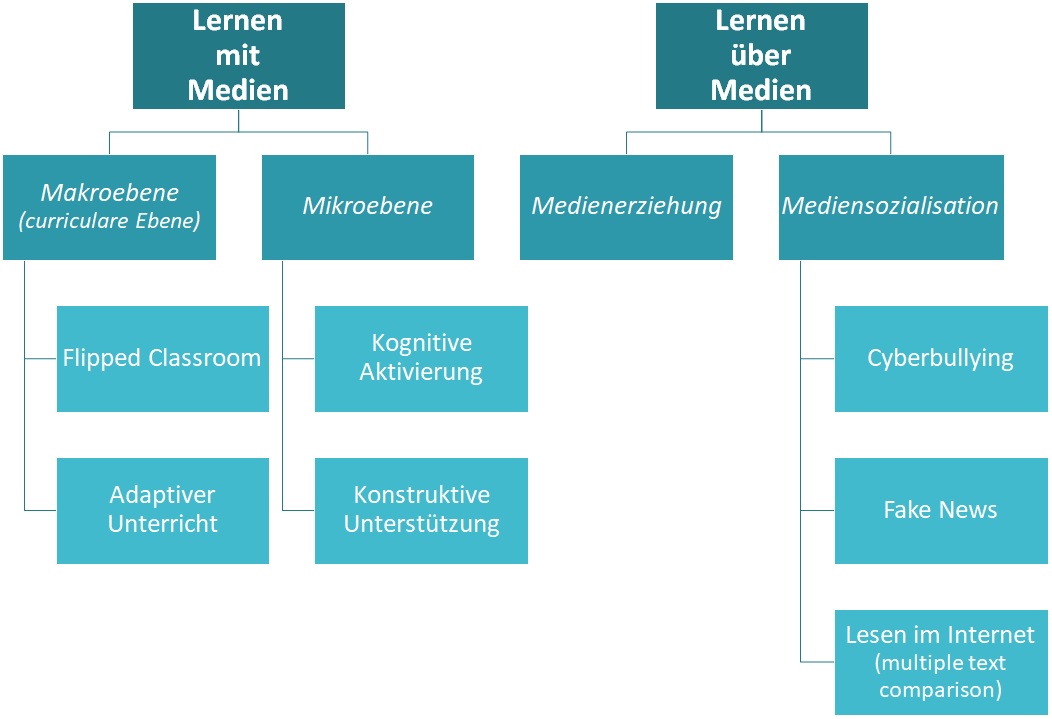 Lernen
mit
Medien
Lernen
über
Medien
Makroebene
(curriculare Ebene)
Mikroebene
Medienerziehung
Mediensozialisation
Flipped Classroom
Kognitive
Aktivierung
Cyberbullying
Adaptiver
Unterricht
Konstruktive
Unterstützung
Fake News
Lesen im Internet
(multiple text
comparison)